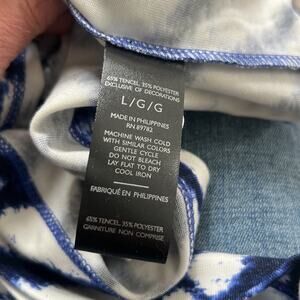 65% TENCEL, 35% POLYESTER
EXCLUSIVE OF DECORATIONS
L/G/G
MADE IN PHILIPPINES
RN 89782
MACHINE WASH COLD
WITH SIMILAR COLORS
GENTLE CYCLE
DO NOT BLEACH
LAY FLAT TO DRY
COOL IRON
FABRIQUÉ EN PHILIPPINES
65% TENCEL, 35% POLYESTER
GARNITURE NON COMPRISE